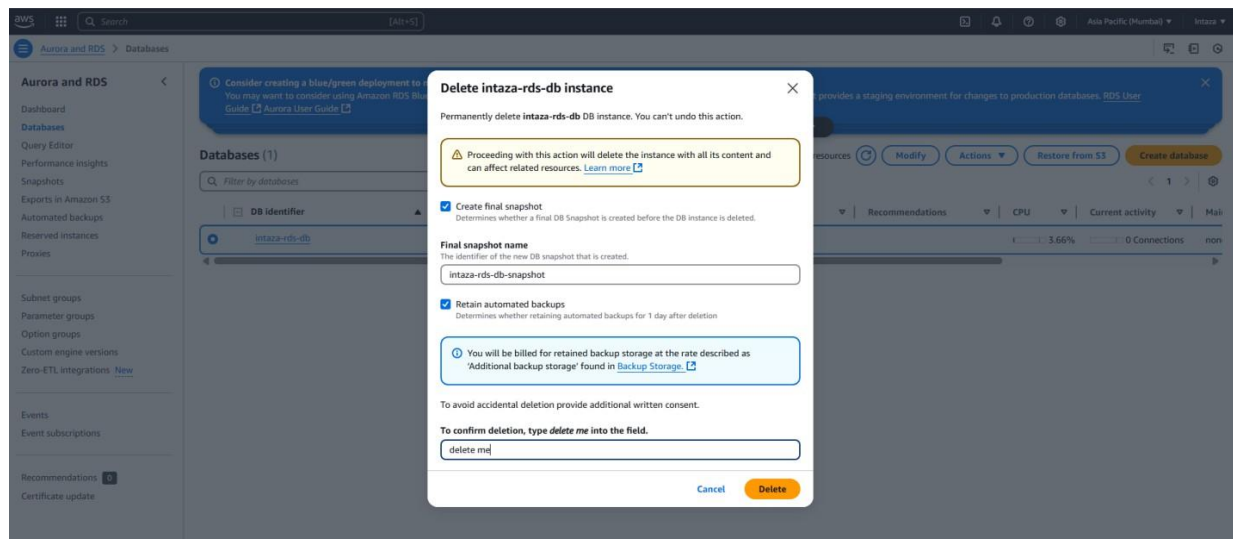 aws
Search
[Alt+S]
Asia Pacific (Mumbai)
Intaza
Aurora and RDS > Databases
Aurora and RDS
Dashboard
Databases
Query Editor
Performance insights
Snapshots
Exports in Amazon S3
Automated backups
Reserved instances
Proxies
Subnet groups
Parameter groups
Option groups
Custom engine versions
Zero-ETL integrations New
Events
Event subscriptions
Recommendations 0
Certificate update
Consider creating a blue/green deployment to
You may want to consider using Amazon RDS Blue
t provides a staging environment for changes to production databases. RDS User
Guide Aurora User Guide
Databases (1)
resources
Modify
Actions
Restore from S3
Create database
Filter by databases
1
DB identifier
Recommendations
CPU
Current activity
Mai
intaza-rds-db
3.66%
0 Connections
non
Delete intaza-rds-db instance
Permanently delete intaza-rds-db DB instance. You can't undo this action.
Proceeding with this action will delete the instance with all its content and
can affect related resources. Learn more
Create final snapshot
Determines whether a final DB Snapshot is created before the DB instance is deleted.
Final snapshot name
The identifier of the new DB snapshot that is created.
intaza-rds-db-snapshot
Retain automated backups
Determines whether retaining automated backups for 1 day after deletion
You will be billed for retained backup storage at the rate described as
'Additional backup storage' found in Backup Storage.
To avoid accidental deletion provide additional written consent.
To confirm deletion, type delete me into the field.
delete me
Cancel
Delete